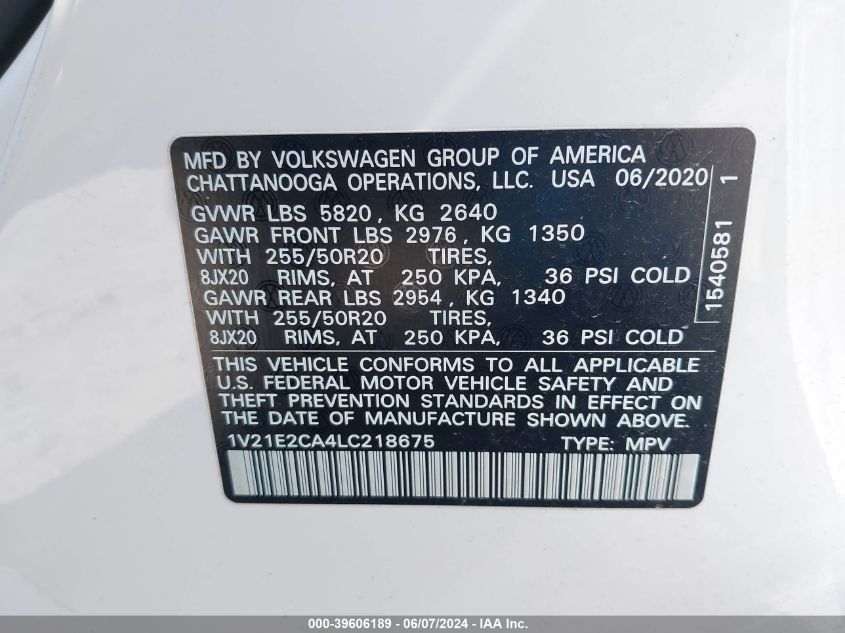 MFD BY VOLKSWAGEN GROUP OF AMERICA
CHATTANOOGA OPERATIONS, LLC. USA 06/2020
GVWR LBS 5820, KG 2640
GAWR FRONT LBS 2976, KG 1350
WITH 255/50R20 TIRES,
8JX20 RIMS, AT 250 KPA, 36 PSI COLD
GAWR REAR LBS 2954, KG 1340
WITH 255/50R20 TIRES,
8JX20 RIMS, AT 250 KPA, 36 PSI COLD
1540581 1
THIS VEHICLE CONFORMS TO ALL APPLICABLE
U.S. FEDERAL MOTOR VEHICLE SAFETY AND
THEFT PREVENTION STANDARDS IN EFFECT ON
THE DATE OF MANUFACTURE SHOWN ABOVE.
1V21E2CA4LC218675 TYPE: MPV
000-39606189 - 06/07/2024 - IAA Inc.